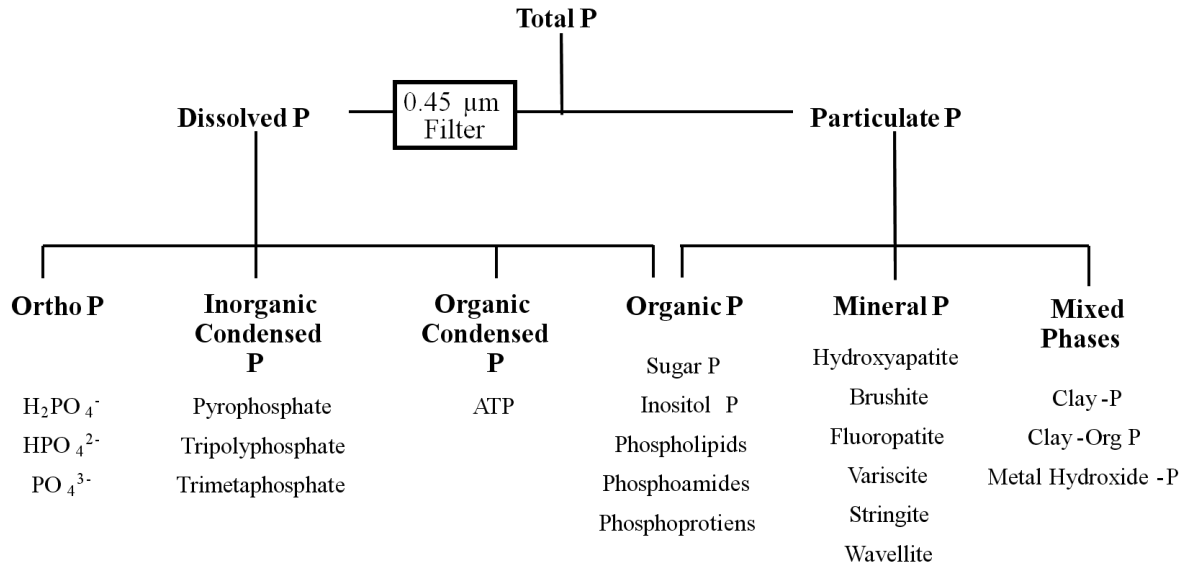 Total P
0.45 µm
Filter
Dissolved P
Particulate P
Ortho P
H₂PO₄⁻
HPO₄²⁻
PO₄³⁻
Inorganic
Condensed
P
Pyrophosphate
Tripolyphosphate
Trimetaphosphate
Organic
Condensed
P
ATP
Organic P
Sugar P
Inositol P
Phospholipids
Phosphoamides
Phosphoprotiens
Mineral P
Hydroxyapatite
Brushite
Fluoropatite
Variscite
Stringite
Wavellite
Mixed
Phases
Clay-P
Clay-Org P
Metal Hydroxide-P